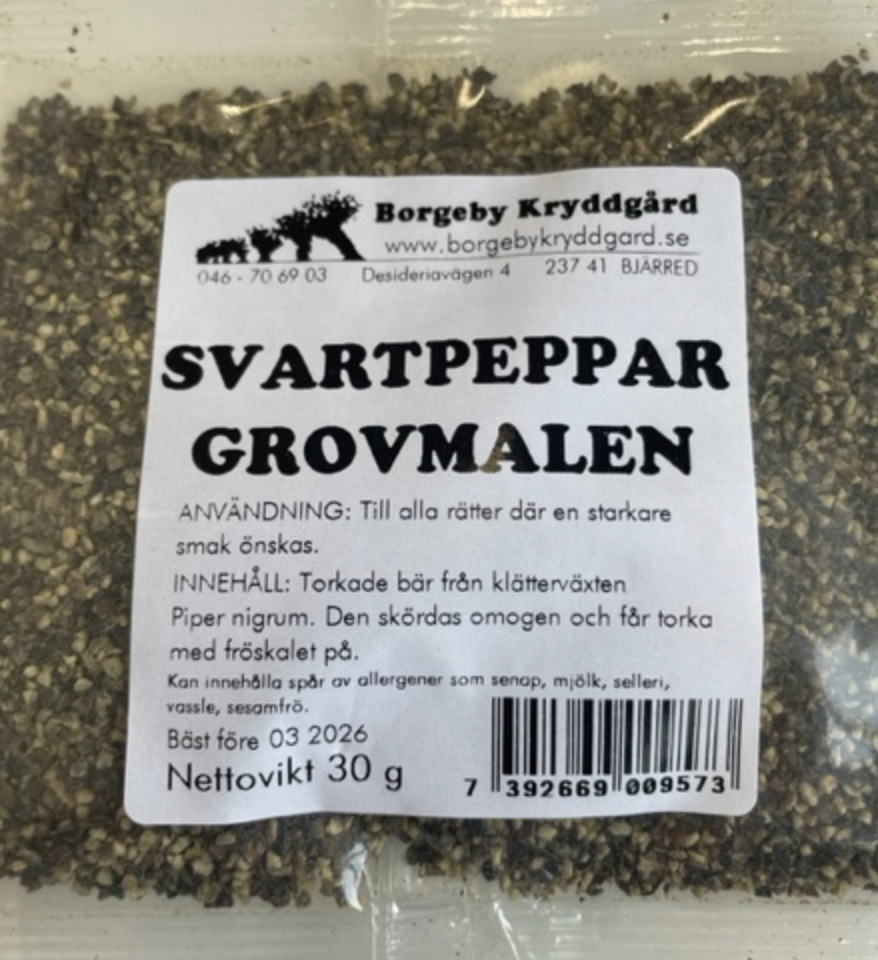 Borgeby Kryddgård
www.borgebykryddgard.se
046 - 70 69 03 Desideriavägen 4 237 41 BJÄRRED
SVARTPEPPAR
GROVMALEN
ANVÄNDNING: Till alla rätter där en starkare
smak önskas.
INNEHÅLL: Torkade bär från klätterväxten
Piper nigrum. Den skördas omogen och får torka
med fröskalet på.
Kan innehålla spår av allergener som senap, mjölk, selleri,
vassle, sesamfrö.
Bäst före 03 2026
Nettovikt 30 g
7 392669 009573